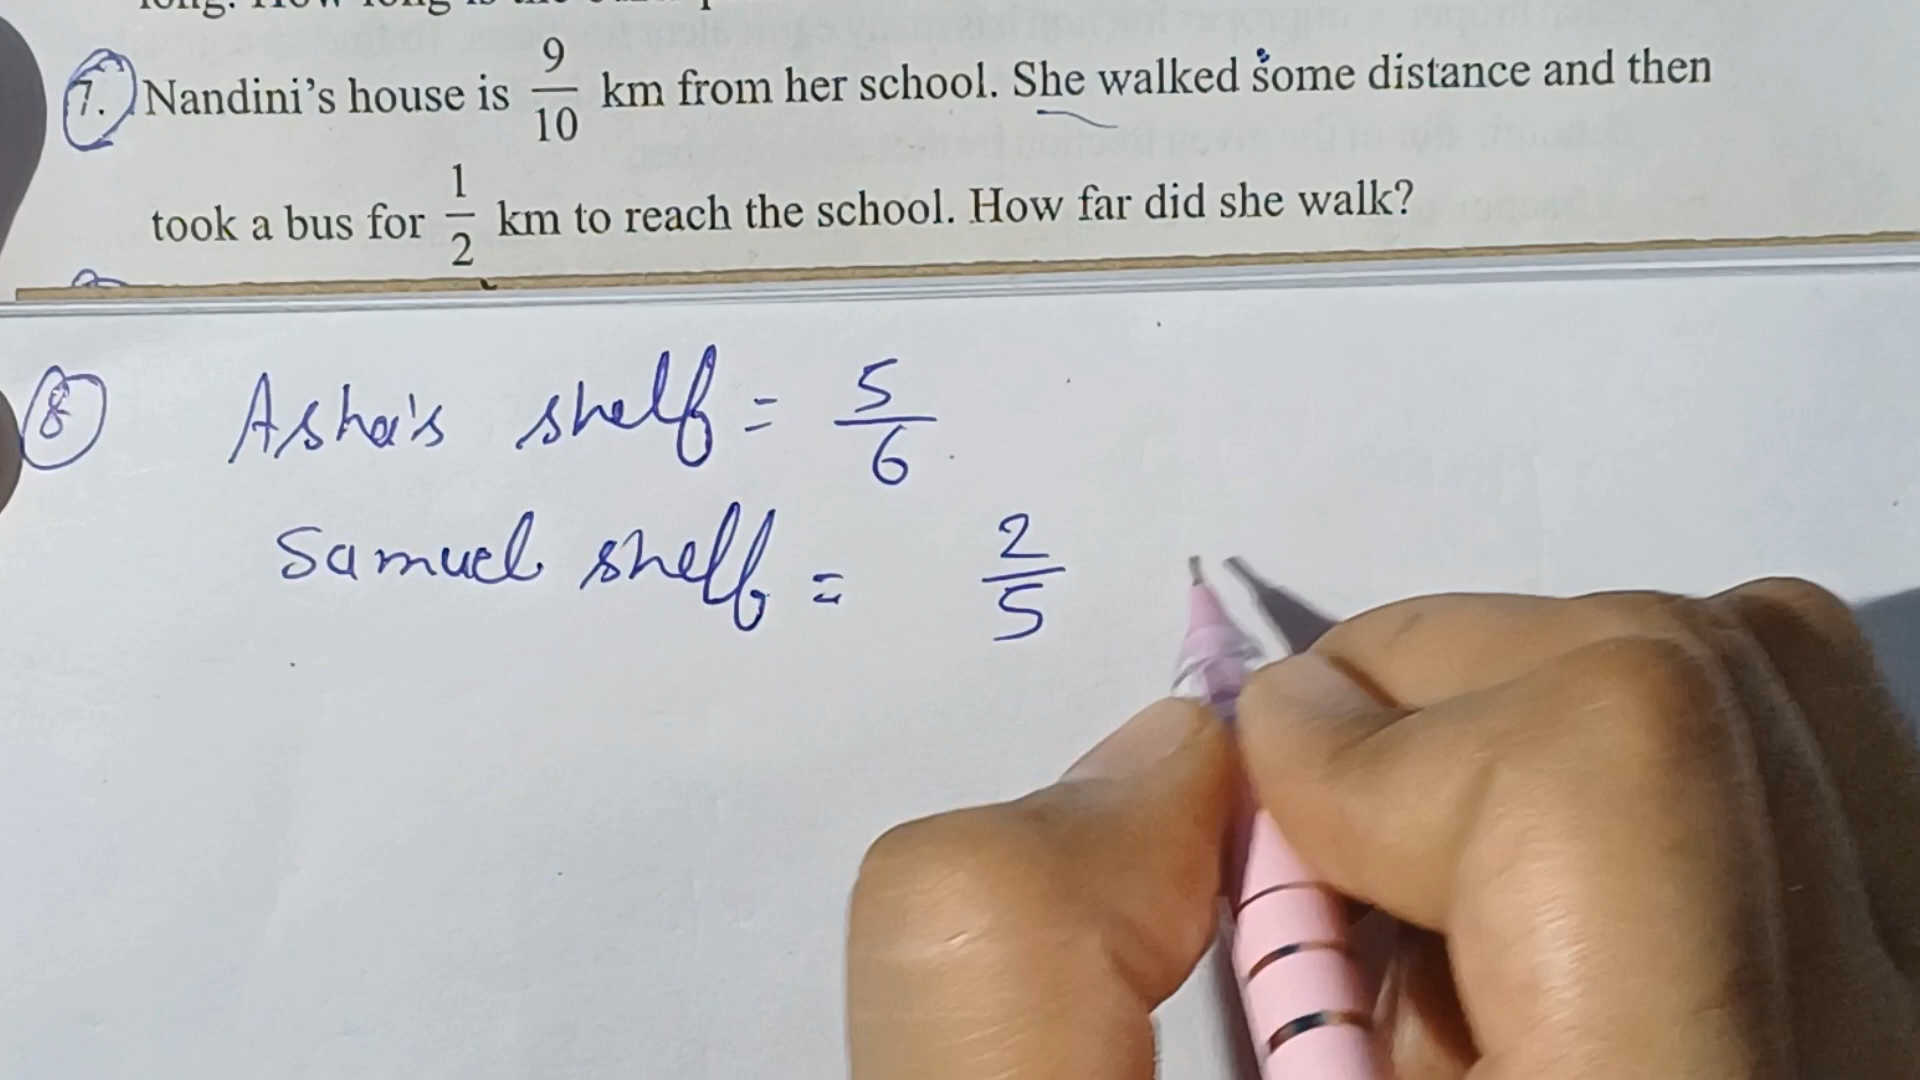 7. Nandini's house is 9/10 km from her school. She walked some distance and then
took a bus for 1/2 km to reach the school. How far did she walk?
8 Asha's shelf = 5/6
Samuel shelf = 2/5